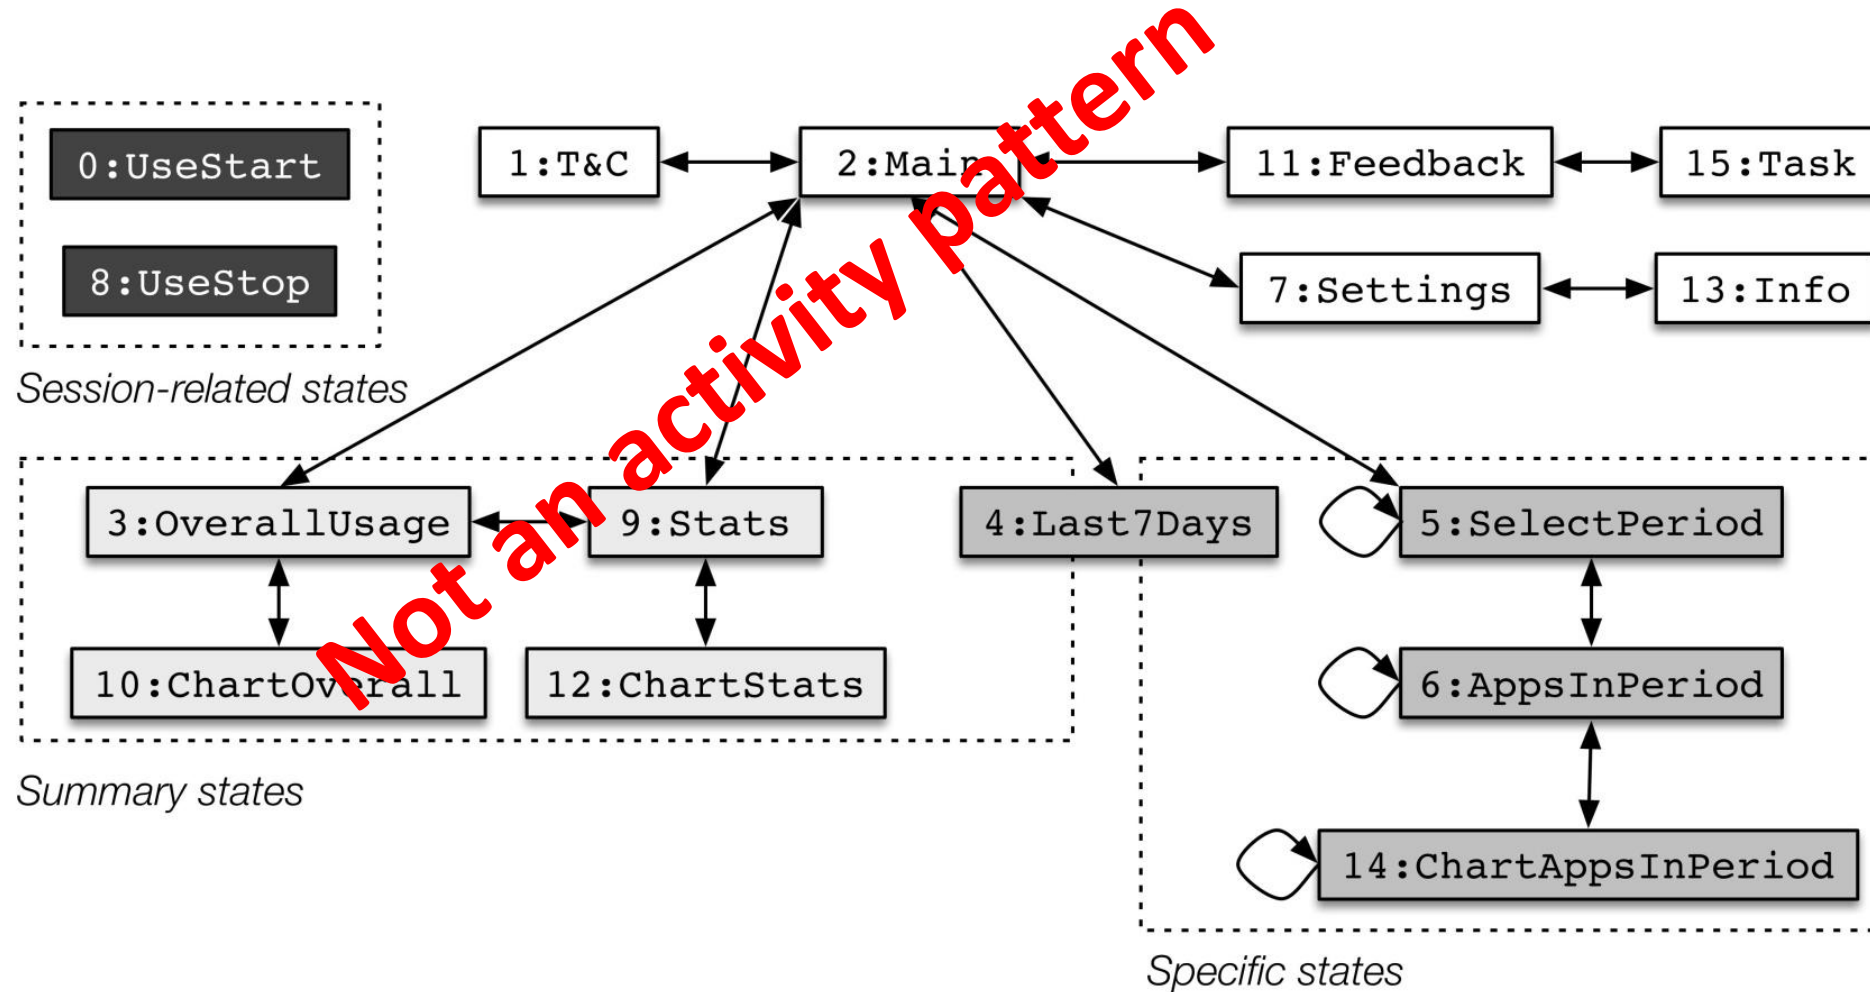 0:UseStart
8:UseStop
Session-related states
1:T&C
2:Main
11:Feedback
15:Task
7:Settings
13:Info
Not an activity pattern
3:OverallUsage
9:Stats
4:Last7Days
5:SelectPeriod
10:ChartOverall
12:ChartStats
6:AppsInPeriod
14:ChartAppsInPeriod
Summary states
Specific states